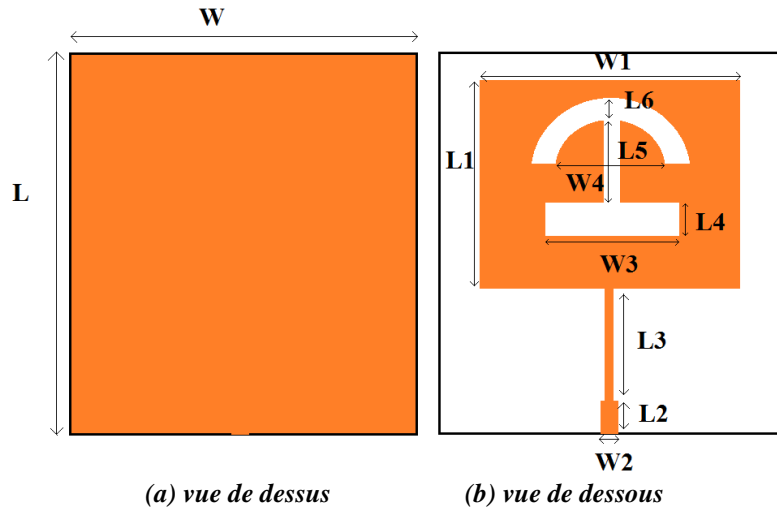 W
L
W1
L6
L1
L5
W4
L4
W3
L3
L2
W2
(a) vue de dessus
(b) vue de dessous